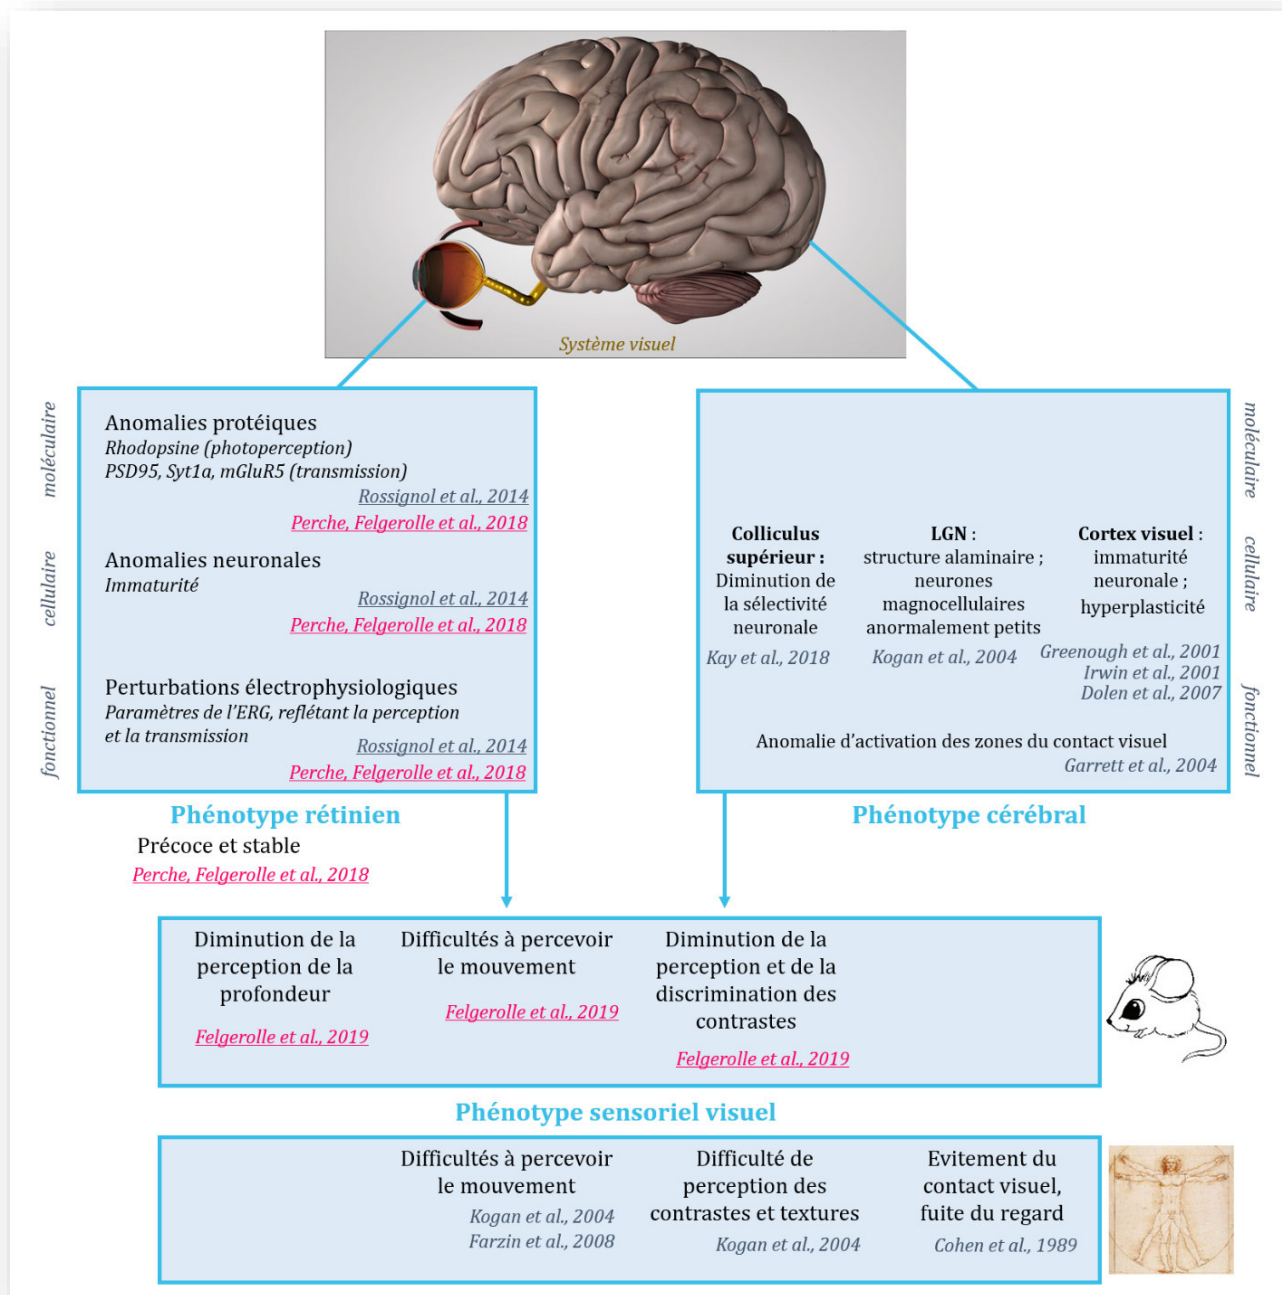 Système visuel
moléculaire
cellulaire
fonctionnel
Anomalies protéiques
Rhodopsine (photoperception)
PSD95, Syt1a, mGluR5 (transmission)
Rossignol et al., 2014
Perche, Felgerolle et al., 2018
Anomalies neuronales
Immaturité
Rossignol et al., 2014
Perche, Felgerolle et al., 2018
Perturbations électrophysiologiques
Paramètres de l'ERG, reflétant la perception
et la transmission
Rossignol et al., 2014
Perche, Felgerolle et al., 2018
Phénotype rétinien
Précoce et stable
Perche, Felgerolle et al., 2018
Colliculus
supérieur :
Diminution de
la sélectivité
neuronale
Kay et al., 2018
LGN :
structure alaminaire ;
neurones
magnocellulaires
anormalement petits
Kogan et al., 2004
Cortex visuel :
immaturité
neuronale ;
hyperplasticité
Greenough et al., 2001
Irwin et al., 2001
Dolen et al., 2007
Anomalie d'activation des zones du contact visuel
Garrett et al., 2004
moléculaire
cellulaire
fonctionnel
Phénotype cérébral
Diminution de la
perception de la
profondeur
Felgerolle et al., 2019
Difficultés à percevoir
le mouvement
Felgerolle et al., 2019
Diminution de la
perception et de la
discrimination des
contrastes
Felgerolle et al., 2019
Phénotype sensoriel visuel
Difficultés à percevoir
le mouvement
Kogan et al., 2004
Farzin et al., 2008
Difficulté de
perception des
contrastes et textures
Kogan et al., 2004
Evitement du
contact visuel,
fuite du regard
Cohen et al., 1989